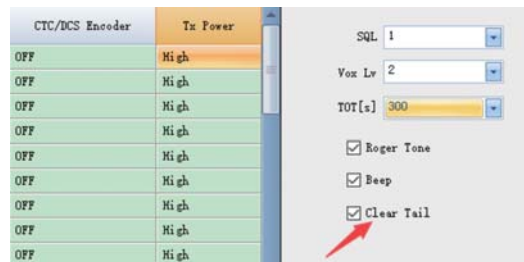 CTC/DCS Encoder Tx Power
OFF High
OFF High
OFF High
OFF High
OFF High
OFF High
OFF High
OFF High
OFF High
SQL 1
Vox Lv 2
TOT[s] 300
Roger Tone
Beep
Clear Tail